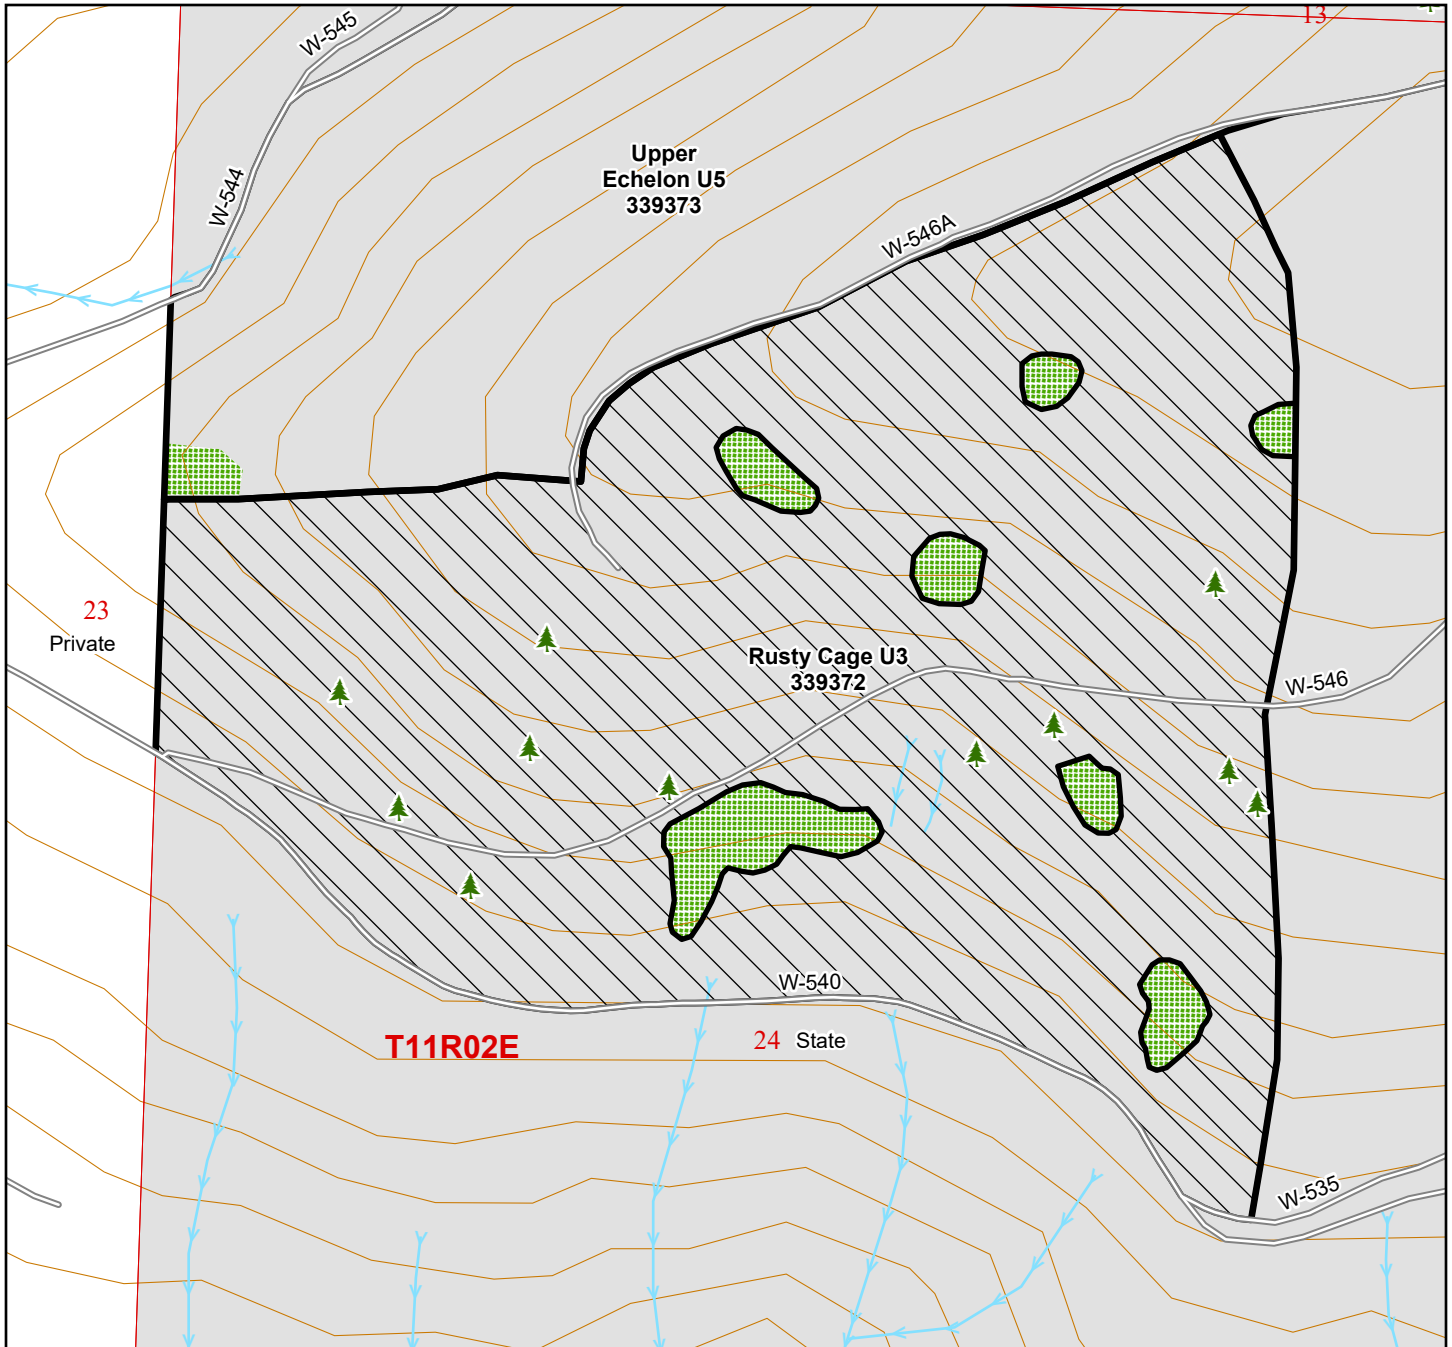 13
W-545
W-544
Upper
Echelon U5
339373
W-546A
23
Private
Rusty Cage U3
339372
W-546
W-540
T11R02E
24 State
W-535